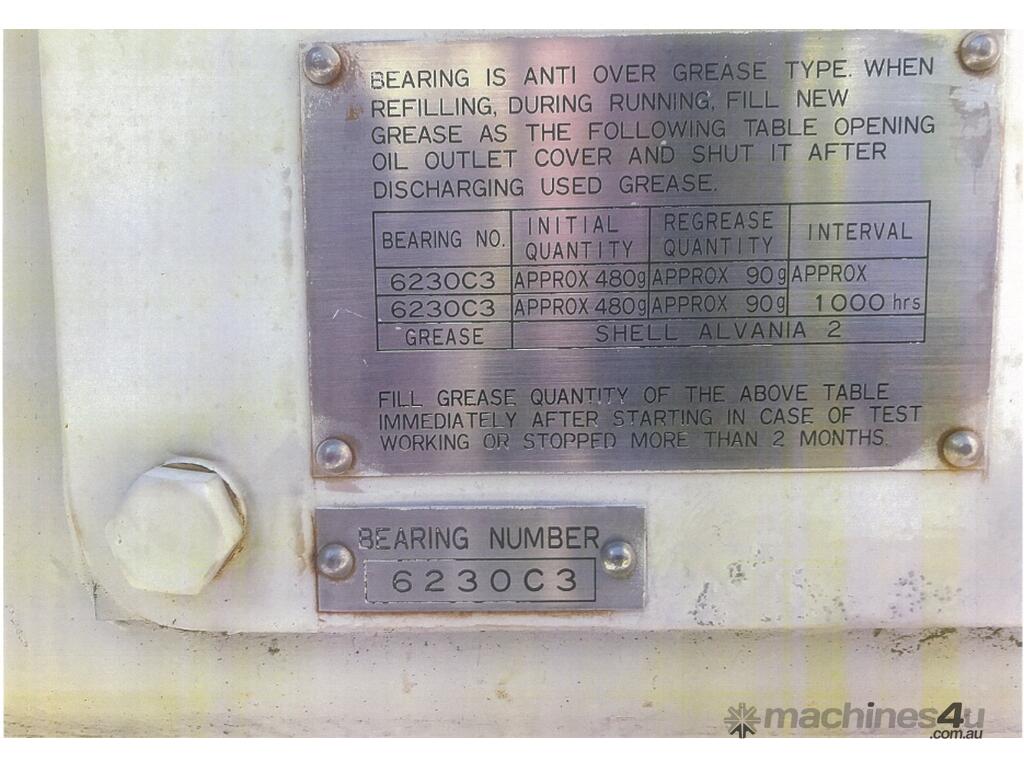 BEARING IS ANTI OVER GREASE TYPE. WHEN
REFILLING, DURING RUNNING, FILL NEW
GREASE AS THE FOLLOWING TABLE OPENING
OIL OUTLET COVER AND SHUT IT AFTER
DISCHARGING USED GREASE.
BEARING NO. INITIAL QUANTITY REGREASE QUANTITY INTERVAL
6230C3 APPROX 480g APPROX 90g APPROX
6230C3 APPROX 480g APPROX 90g 1000 hrs
GREASE SHELL ALVANIA 2
FILL GREASE QUANTITY OF THE ABOVE TABLE
IMMEDIATELY AFTER STARTING IN CASE OF TEST
WORKING OR STOPPED MORE THAN 2 MONTHS.
BEARING NUMBER
6230C3
machines4u
.com.au